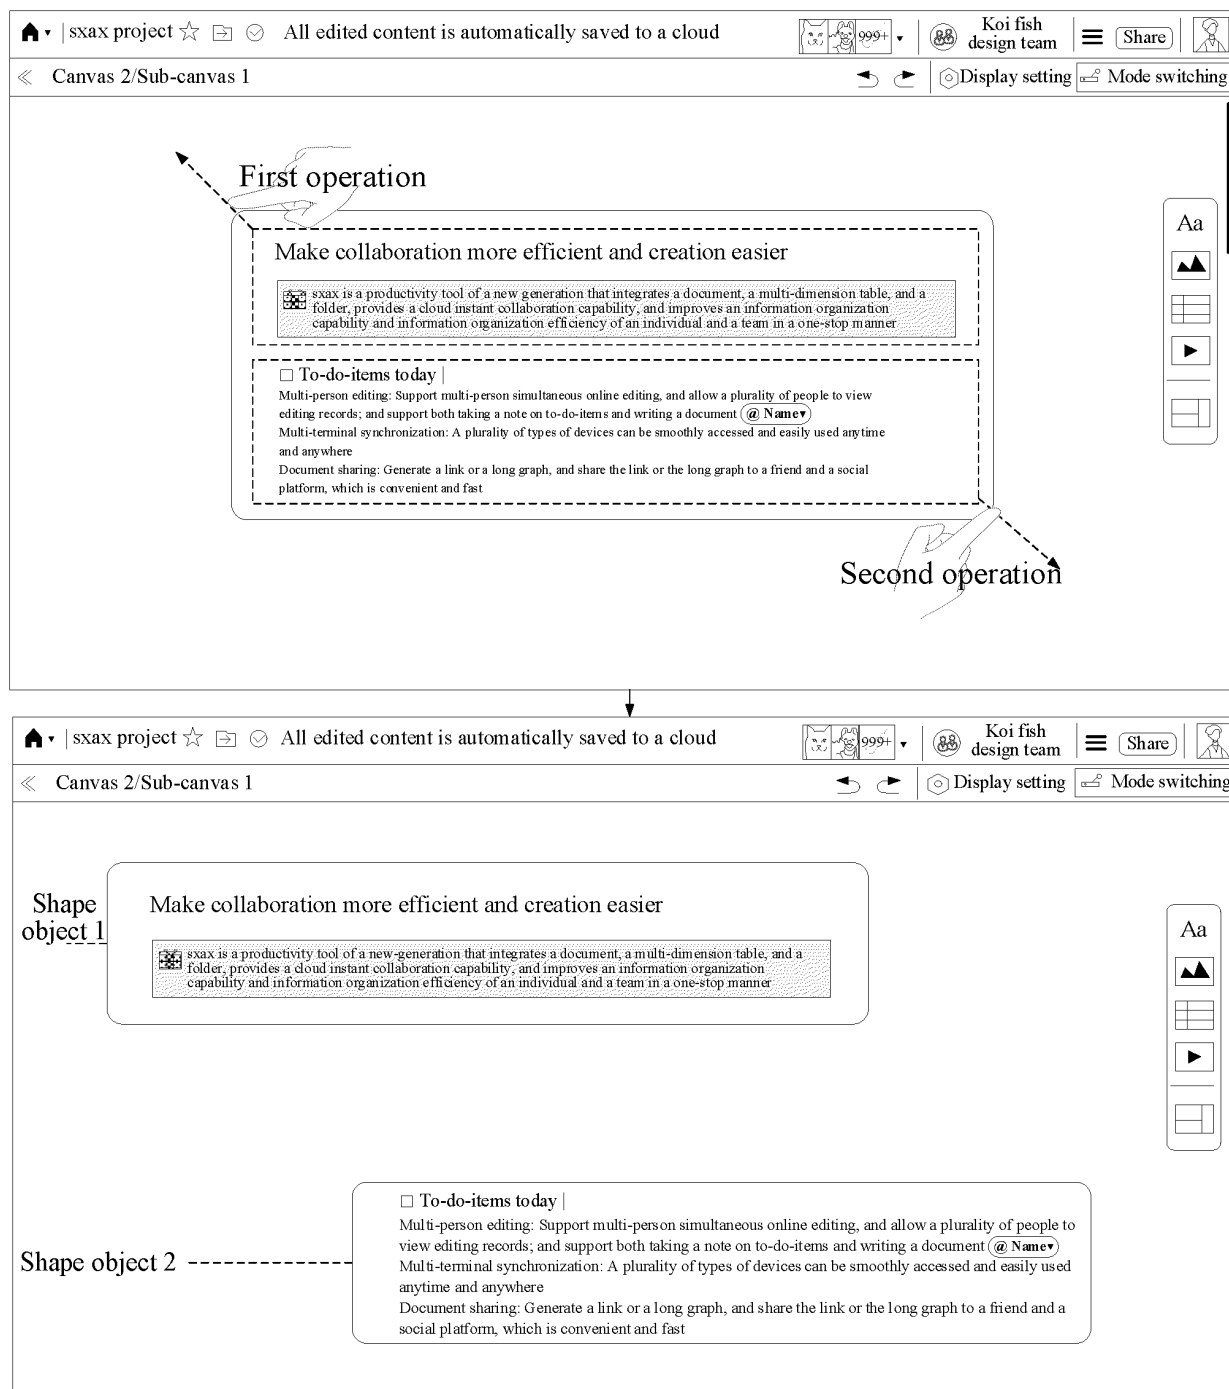 sxax project All edited content is automatically saved to a cloud 999+ Koi fish design team Share
Canvas 2/Sub-canvas 1 Display setting Mode switching
First operation
Make collaboration more efficient and creation easier
sxax is a productivity tool of a new generation that integrates a document, a multi-dimension table, and a
folder, provides a cloud instant collaboration capability, and improves an information organization
capability and information organization efficiency of an individual and a team in a one-stop manner
To-do-items today
Multi-person editing: Support multi-person simultaneous online editing, and allow a plurality of people to view
editing records; and support both taking a note on to-do-items and writing a document @ Name
Multi-terminal synchronization: A plurality of types of devices can be smoothly accessed and easily used anytime
and anywhere
Document sharing: Generate a link or a long graph, and share the link or the long graph to a friend and a social
platform, which is convenient and fast
Second operation
Aa
sxax project All edited content is automatically saved to a cloud 999+ Koi fish design team Share
Canvas 2/Sub-canvas 1 Display setting Mode switching
Shape
object 1
Make collaboration more efficient and creation easier
sxax is a productivity tool of a new-generation that integrates a document, a multi-dimension table, and a
folder, provides a cloud instant collaboration capability, and improves an information organization
capability and information organization efficiency of an individual and a team in a one-stop manner
Aa
Shape object 2
To-do-items today
Multi-person editing: Support multi-person simultaneous online editing, and allow a plurality of people to
view editing records; and support both taking a note on to-do-items and writing a document @ Name
Multi-terminal synchronization: A plurality of types of devices can be smoothly accessed and easily used
anytime and anywhere
Document sharing: Generate a link or a long graph, and share the link or the long graph to a friend and a
social platform, which is convenient and fast